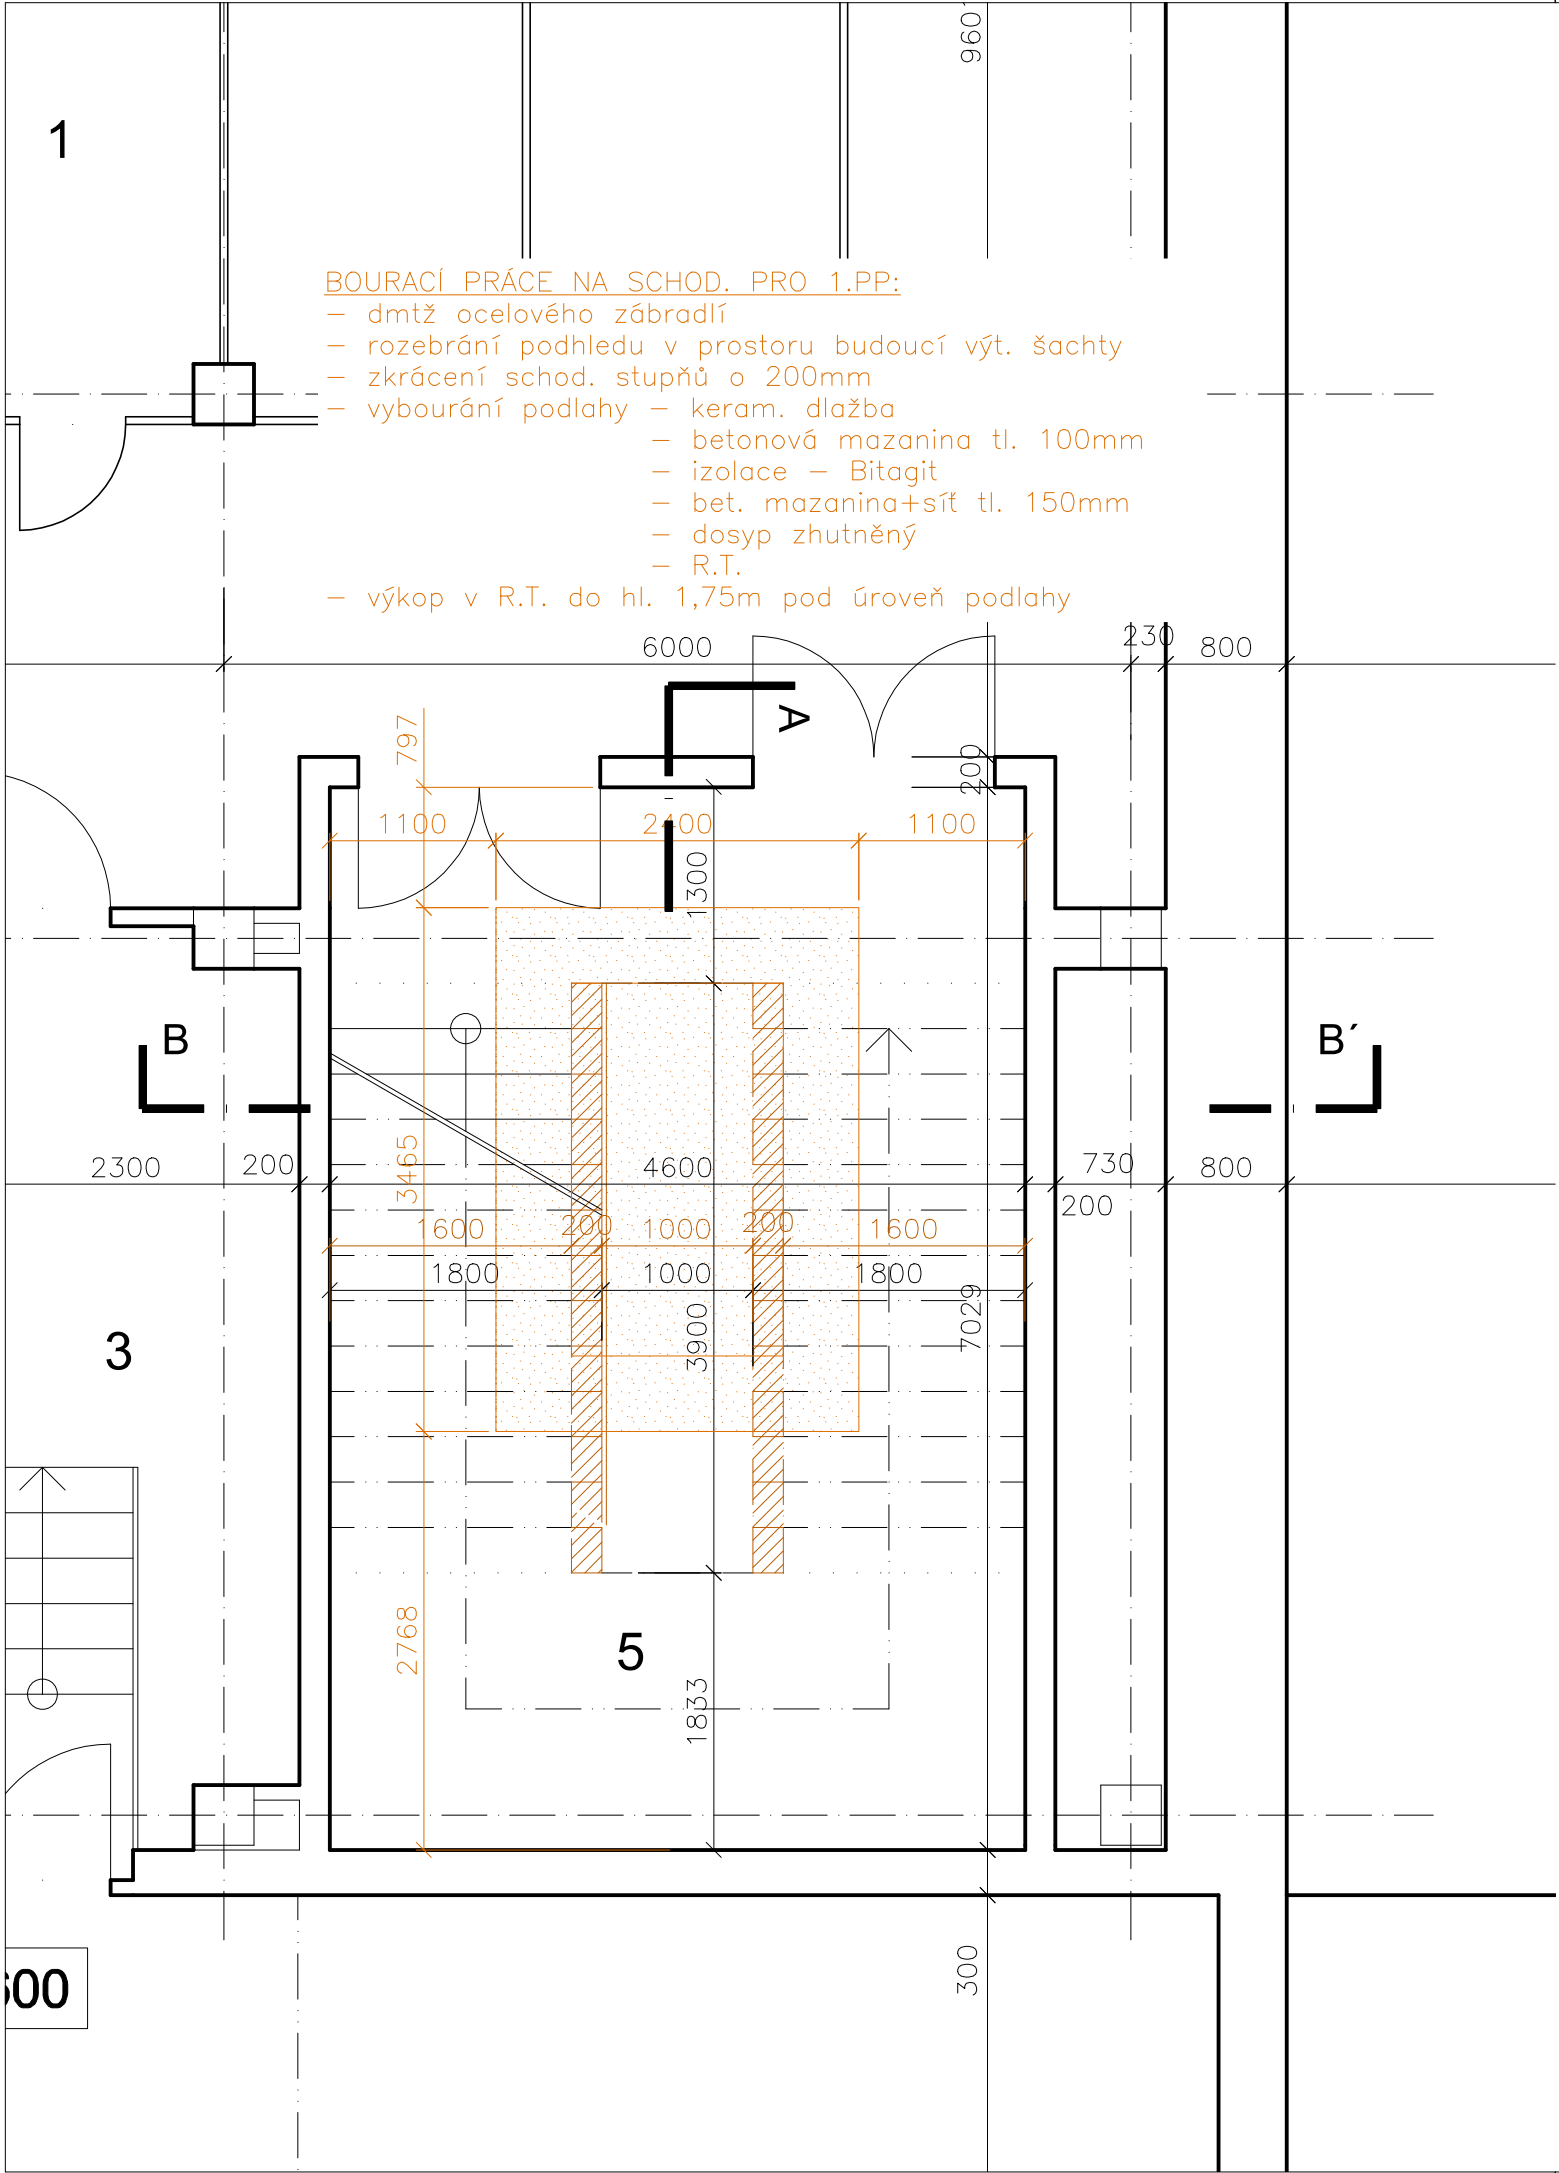 960
1
BOURACÍ PRÁCE NA SCHOD. PRO 1.PP:
– dmtž ocelového zábradlí
– rozebrání podhledu v prostoru budoucí výt. šachty
– zkrácení schod. stupňů o 200mm
– vybourání podlahy – keram. dlažba
– betonová mazanina tl. 100mm
– izolace – Bitagit
– bet. mazanina+síť tl. 150mm
– dosyp zhutněný
– R.T.
– výkop v R.T. do hl. 1,75m pod úroveň podlahy
6000
230
800
A
797
200
1100
2400
1100
1300
B
B´
2300
200
3465
4600
730
800
200
1600
200
1000
200
1600
1800
1000
1800
3900
7029
3
2768
5
1833
300
600